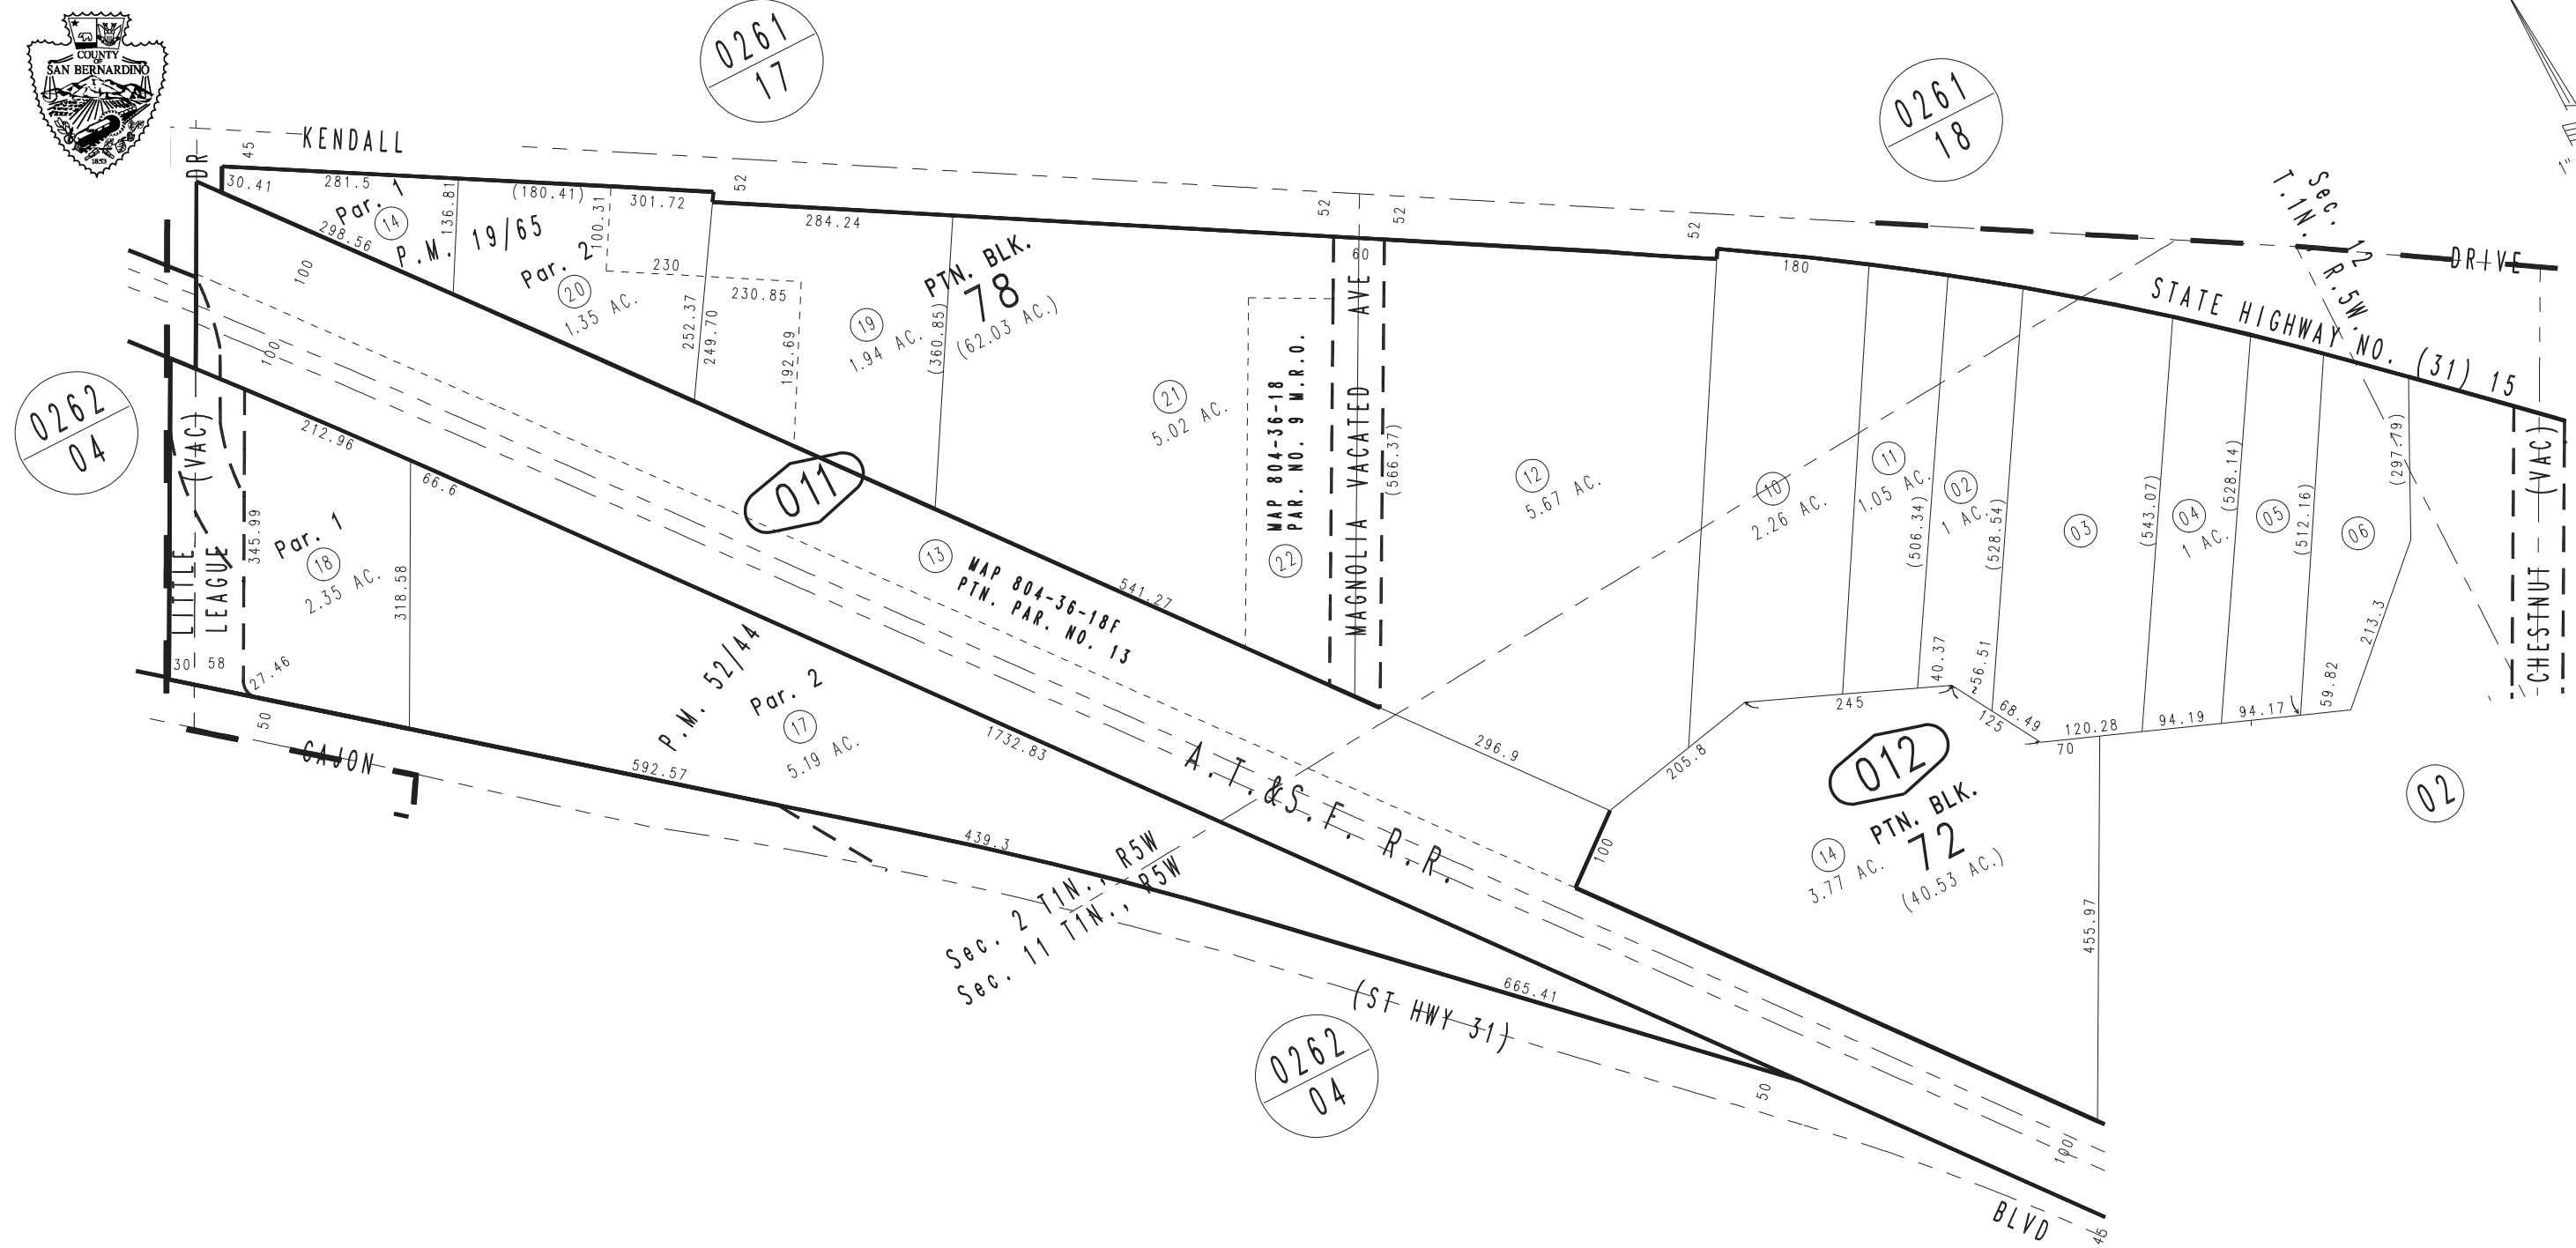 COUNTY
OF
SAN BERNARDINO
1853
0261
17
0261
18
1"
KENDALL
DR
45
30.41
281.5
Par. 1
14
298.56
136.81
(180.41)
P.M. 19/65
100.31
301.72
52
Par. 2
20
1.35 AC.
230
230.85
252.37
249.70
192.69
284.24
19
1.94 AC.
(360.85)
PTN. BLK.
78
(62.03 AC.)
52
52
60
21
5.02 AC.
MAP 804-36-18
PAR. NO. 9 M.R.O.
22
MAGNOLIA VACATED AVE
(566.37)
52
180
12
5.67 AC.
10
2.26 AC.
11
1.05 AC.
(506.34)
02
1 AC.
(528.54)
03
(543.07)
04
1 AC.
(528.14)
05
(512.16)
06
(297.79)
213.3
59.82
Sec. 12
T.1N. R.5W.
DRIVE
STATE HIGHWAY NO. (31) 15
CHESTNUT (VAC)
0262
04
100
100
212.96
66.6
LITTLE
LEAGUE
(VAC)
345.99
Par. 1
18
2.35 AC.
318.58
30
58
27.46
50
CAJON
011
13
MAP 804-36-18F
PTN. PAR. NO. 13
541.27
P.M. 52/44
Par. 2
17
5.19 AC.
592.57
1732.83
439.3
A.T.&S.F. R.R.
296.9
205.8
100
245
40.37
56.51
68.49
125
120.28
70
94.19
94.17
012
PTN. BLK.
72
(40.53 AC.)
14
3.77 AC.
455.97
02
Sec. 2 T1N., R5W
Sec. 11 T1N., R5W
665.41
(ST HWY 31)
0262
04
50
100
BLVD
45